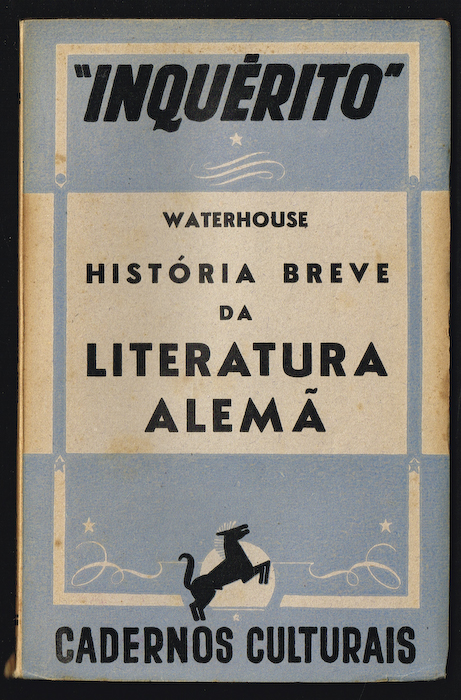 "INQUÉRITO"
WATERHOUSE
HISTÓRIA BREVE
DA
LITERATURA
ALEMÃ
CADERNOS CULTURAIS